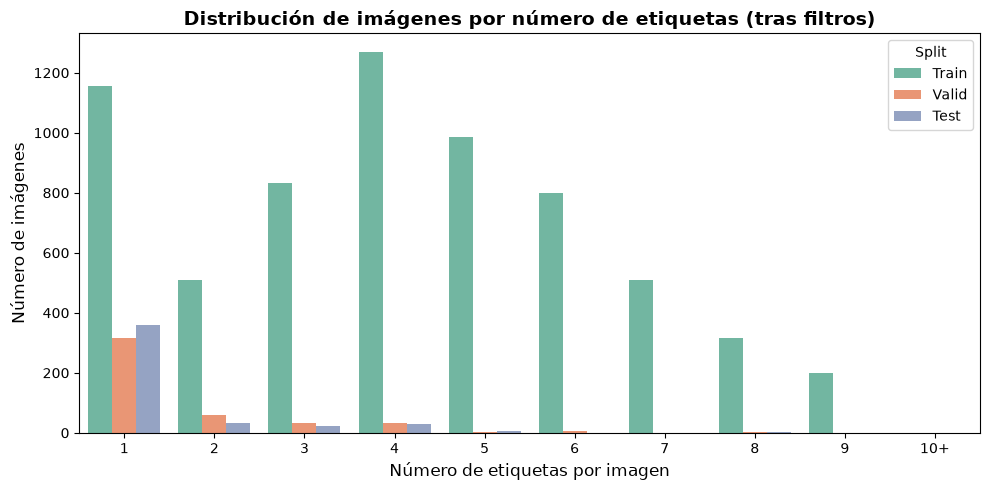 Distribución de imágenes por número de etiquetas (tras filtros)
Split
Train
Valid
Test
Número de imágenes
1200
1000
800
600
400
200
0
1 2 3 4 5 6 7 8 9 10+
Número de etiquetas por imagen